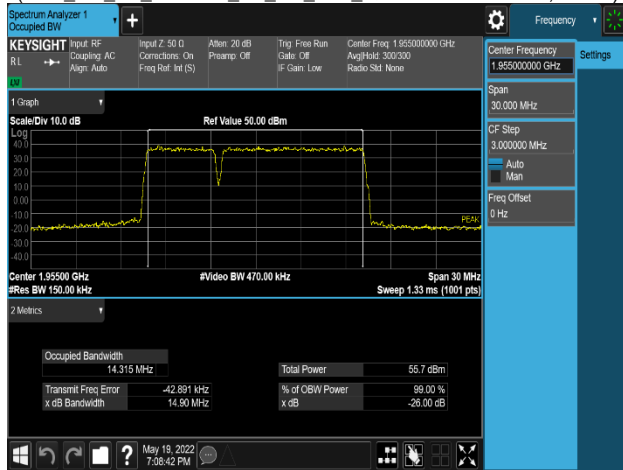 Spectrum Analyzer 1
Occupied BW
Frequency
KEYSIGHT
R L
Input: RF
Coupling: AC
Align: Auto
Input Z: 50 Ω
Corrections: On
Freq Ref: Int (S)
Atten: 20 dB
Preamp: Off
Trig: Free Run
Gate: Off
IF Gain: Low
Center Freq: 1.955000000 GHz
Avg|Hold: 300/300
Radio Std: None
1 Graph
Scale/Div 10.0 dB
Ref Value 50.00 dBm
Log
40.0
30.0
20.0
10.0
0.00
-10.0
-20.0
-30.0
-40.0
PEAK
Center 1.95500 GHz
#Video BW 470.00 kHz
Span 30 MHz
#Res BW 150.00 kHz
Sweep 1.33 ms (1001 pts)
2 Metrics
Occupied Bandwidth
14.315 MHz
Total Power 55.7 dBm
Transmit Freq Error -42.891 kHz
% of OBW Power 99.00 %
x dB Bandwidth 14.90 MHz
x dB -26.00 dB
Center Frequency
1.955000000 GHz
Settings
Span
30.000 MHz
CF Step
3.000000 MHz
Auto
Man
Freq Offset
0 Hz
?
May 19, 2022
7:08:42 PM